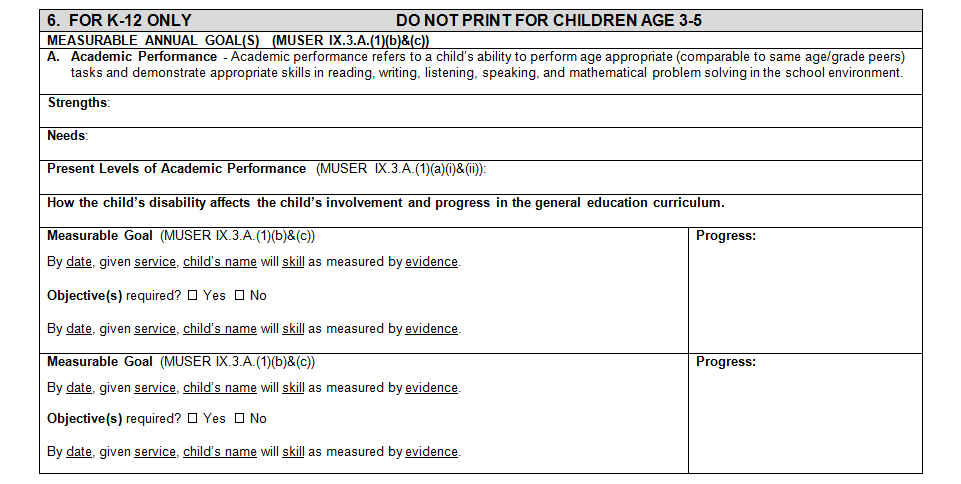 6. FOR K-12 ONLY DO NOT PRINT FOR CHILDREN AGE 3-5
MEASURABLE ANNUAL GOAL(S) (MUSER IX.3.A.(1)(b)&(c))
A. Academic Performance - Academic performance refers to a child's ability to perform age appropriate (comparable to same age/grade peers)
tasks and demonstrate appropriate skills in reading, writing, listening, speaking, and mathematical problem solving in the school environment.
Strengths:
Needs:
Present Levels of Academic Performance (MUSER IX.3.A.(1)(a)(i)&(ii)):
How the child's disability affects the child's involvement and progress in the general education curriculum.
Measurable Goal (MUSER IX.3.A.(1)(b)&(c))
Progress:
By date, given service, child's name will skill as measured by evidence.
Objective(s) required? ☐ Yes ☐ No
By date, given service, child's name will skill as measured by evidence.
Measurable Goal (MUSER IX.3.A.(1)(b)&(c))
Progress:
By date, given service, child's name will skill as measured by evidence.
Objective(s) required? ☐ Yes ☐ No
By date, given service, child's name will skill as measured by evidence.